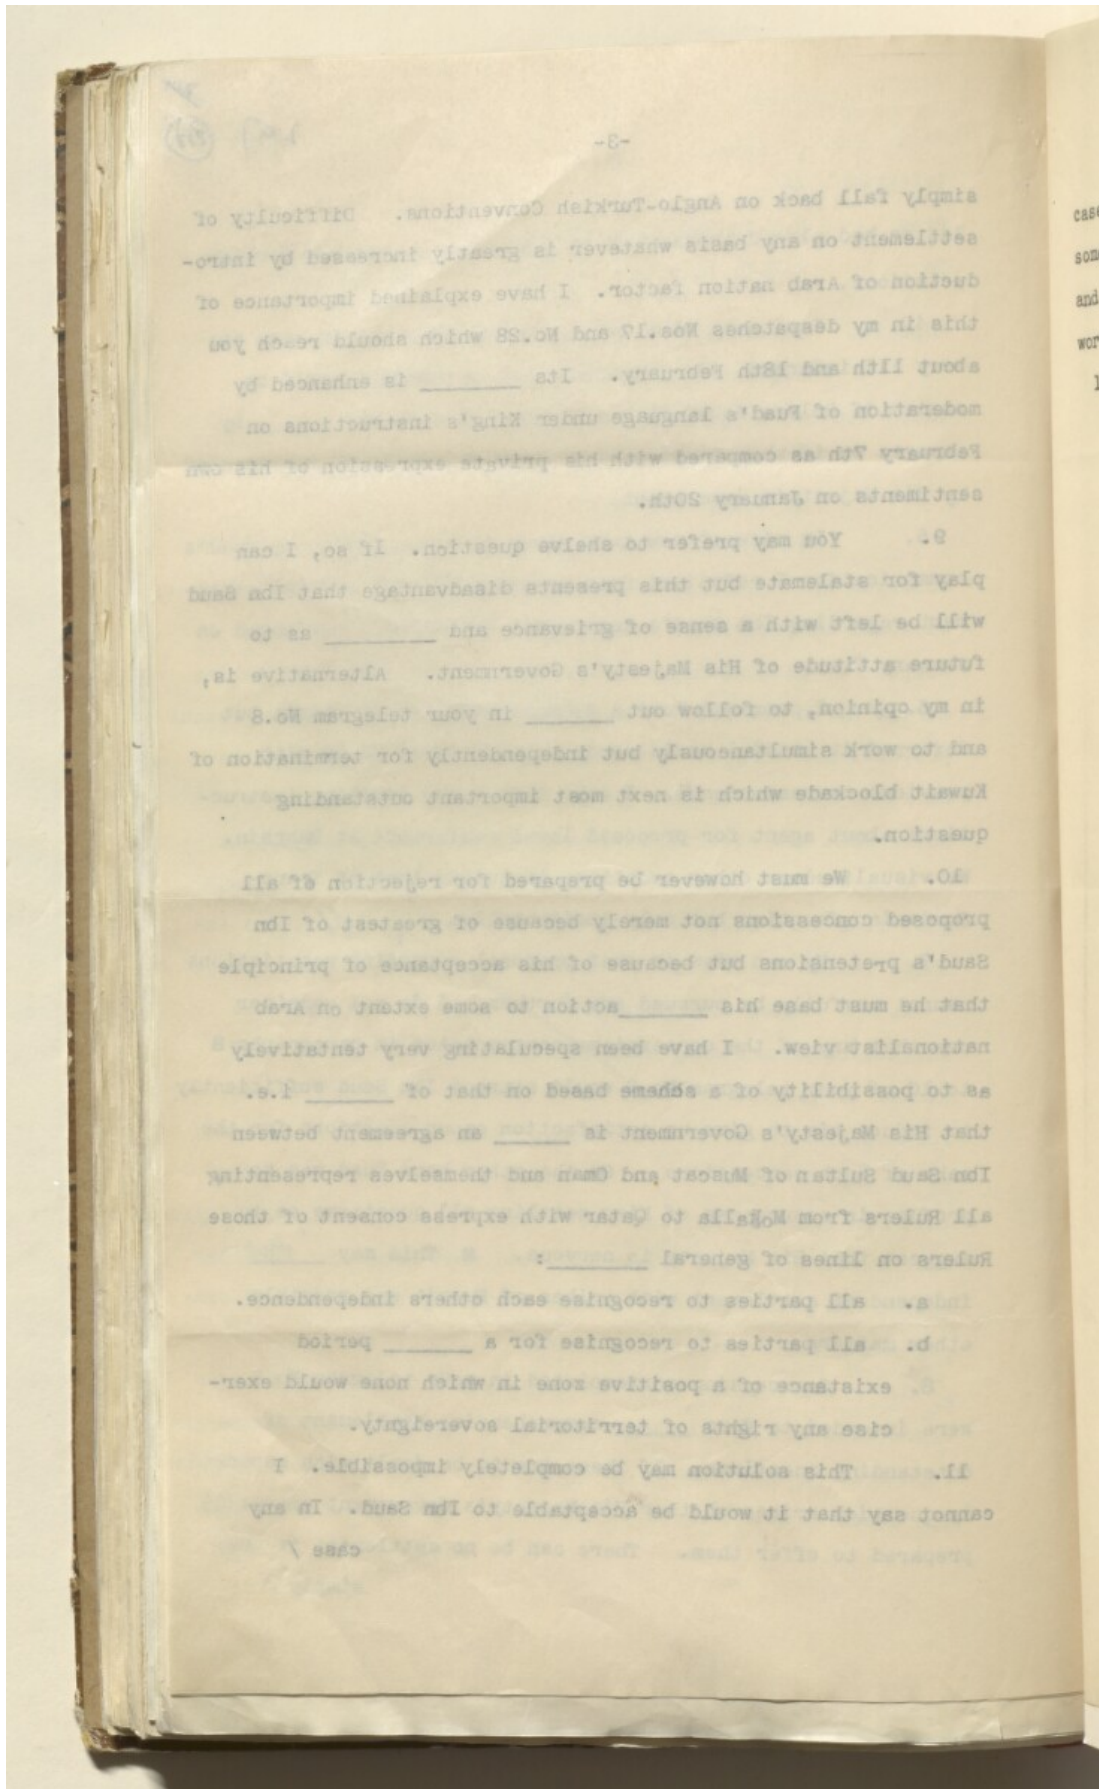 -3-
simply fall back on Anglo-Turkish Conventions. Difficulty of
settlement on any basis whatever is greatly increased by intro-
duction of Arab nation factor. I have explained importance of
this in my despatches Nos.17 and No.28 which should reach you
about 11th and 18th February. Its ________ is enhanced by
moderation of Fuad's language under King's instructions on
February 7th as compared with his private expression of his own
sentiments on January 20th.
9. You may prefer to shelve question. If so, I can
play for stalemate but this presents disadvantage that Ibn Saud
will be left with a sense of grievance and ________ as to
future attitude of His Majesty's Government. Alternative is,
in my opinion, to follow out ________ in your telegram No.8
and to work simultaneously but independently for termination of
Kuwait blockade which is next most important outstanding
question.
10. We must however be prepared for rejection of all
proposed concessions not merely because of greatest of Ibn
Saud's pretensions but because of his acceptance of principle
that he must base his ________ action to some extent on Arab
nationalist view. I have been speculating very tentatively
as to possibility of a scheme based on that of ________ i.e.
that His Majesty's Government is ______ an agreement between
Ibn Saud Sultan of Muscat and Oman and themselves representing
all Rulers from Mokalla to Qatar with express consent of those
Rulers on lines of general ________:
a. all parties to recognise each others independence.
b. all parties to recognise for a ________ period
existance of a positive zone in which none would exer-
cise any rights of territorial sovereignty.
11. This solution may be completely impossible. I
cannot say that it would be acceptable to Ibn Saud. In any
case /
case
and